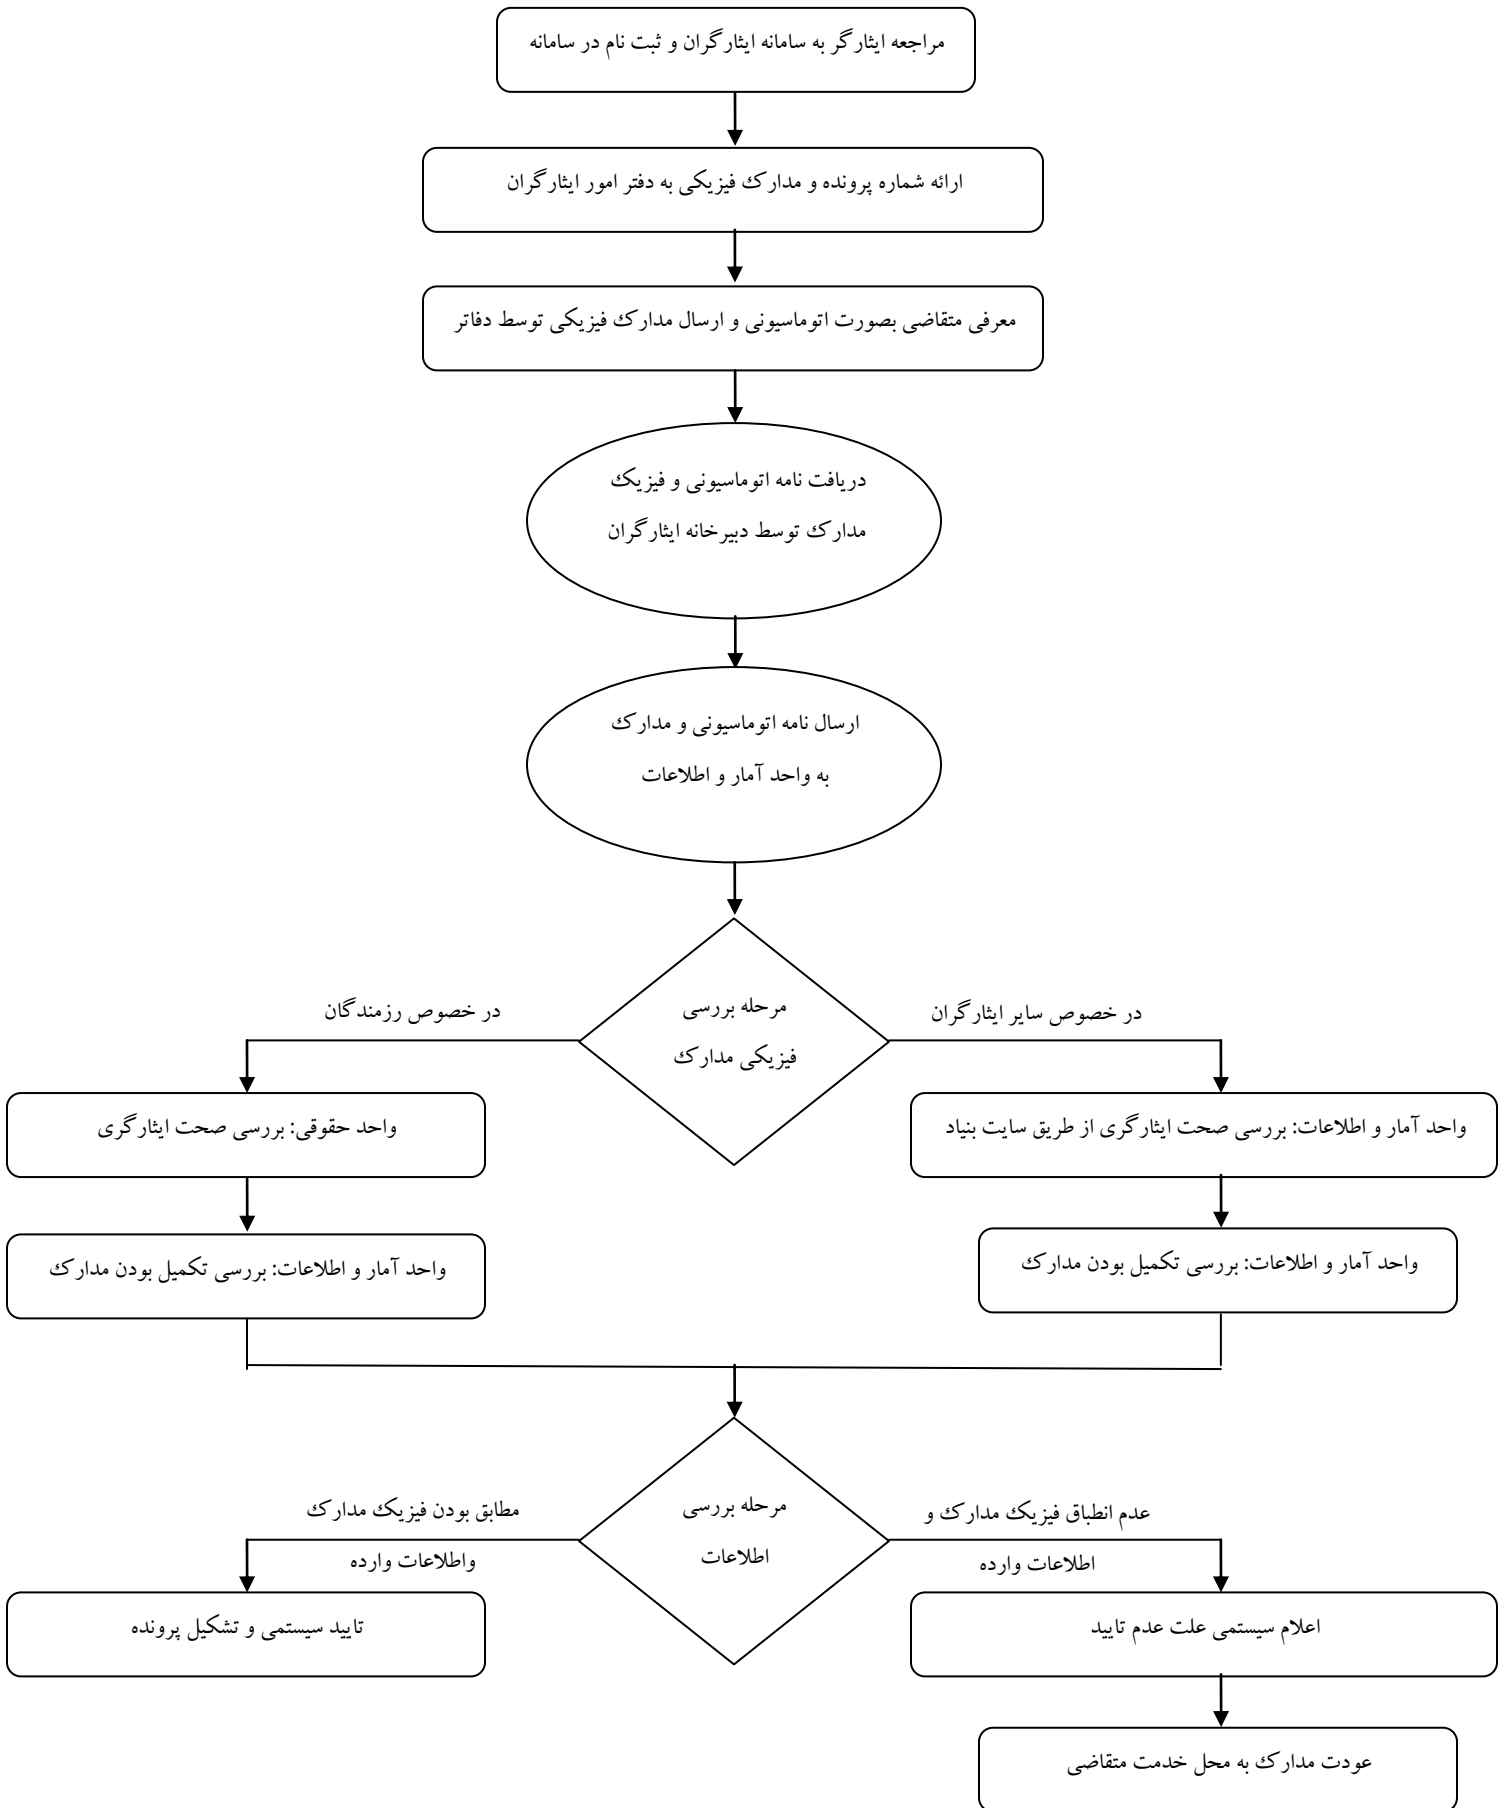 مراجعه ایثارگر به سامانه ایثارگران و ثبت نام در سامانه
ارائه شماره پرونده و مدارک فیزیکی به دفتر امور ایثارگران
معرفی متقاضی بصورت اتوماسیونی و ارسال مدارک فیزیکی توسط دفاتر
دریافت نامه اتوماسیونی و فیزیک
مدارک توسط دبیرخانه ایثارگران
ارسال نامه اتوماسیونی و مدارک
به واحد آمار و اطلاعات
مرحله بررسی
فیزیکی مدارک
در خصوص سایر ایثارگران
در خصوص رزمندگان
واحد آمار و اطلاعات: بررسی صحت ایثارگری از طریق سایت بنیاد
واحد حقوقی: بررسی صحت ایثارگری
واحد آمار و اطلاعات: بررسی تکمیل بودن مدارک
واحد آمار و اطلاعات: بررسی تکمیل بودن مدارک
مرحله بررسی
اطلاعات
عدم انطباق فیزیک مدارک و
اطلاعات وارده
مطابق بودن فیزیک مدارک
واطلاعات وارده
اعلام سیستمی علت عدم تایید
تایید سیستمی و تشکیل پرونده
عودت مدارک به محل خدمت متقاضی